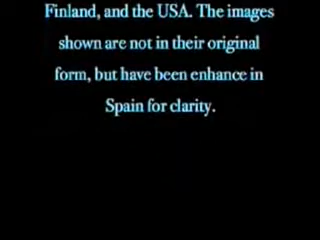 Finland, and the USA. The images
shown are not in their original
form, but have been enhance in
Spain for clarity.